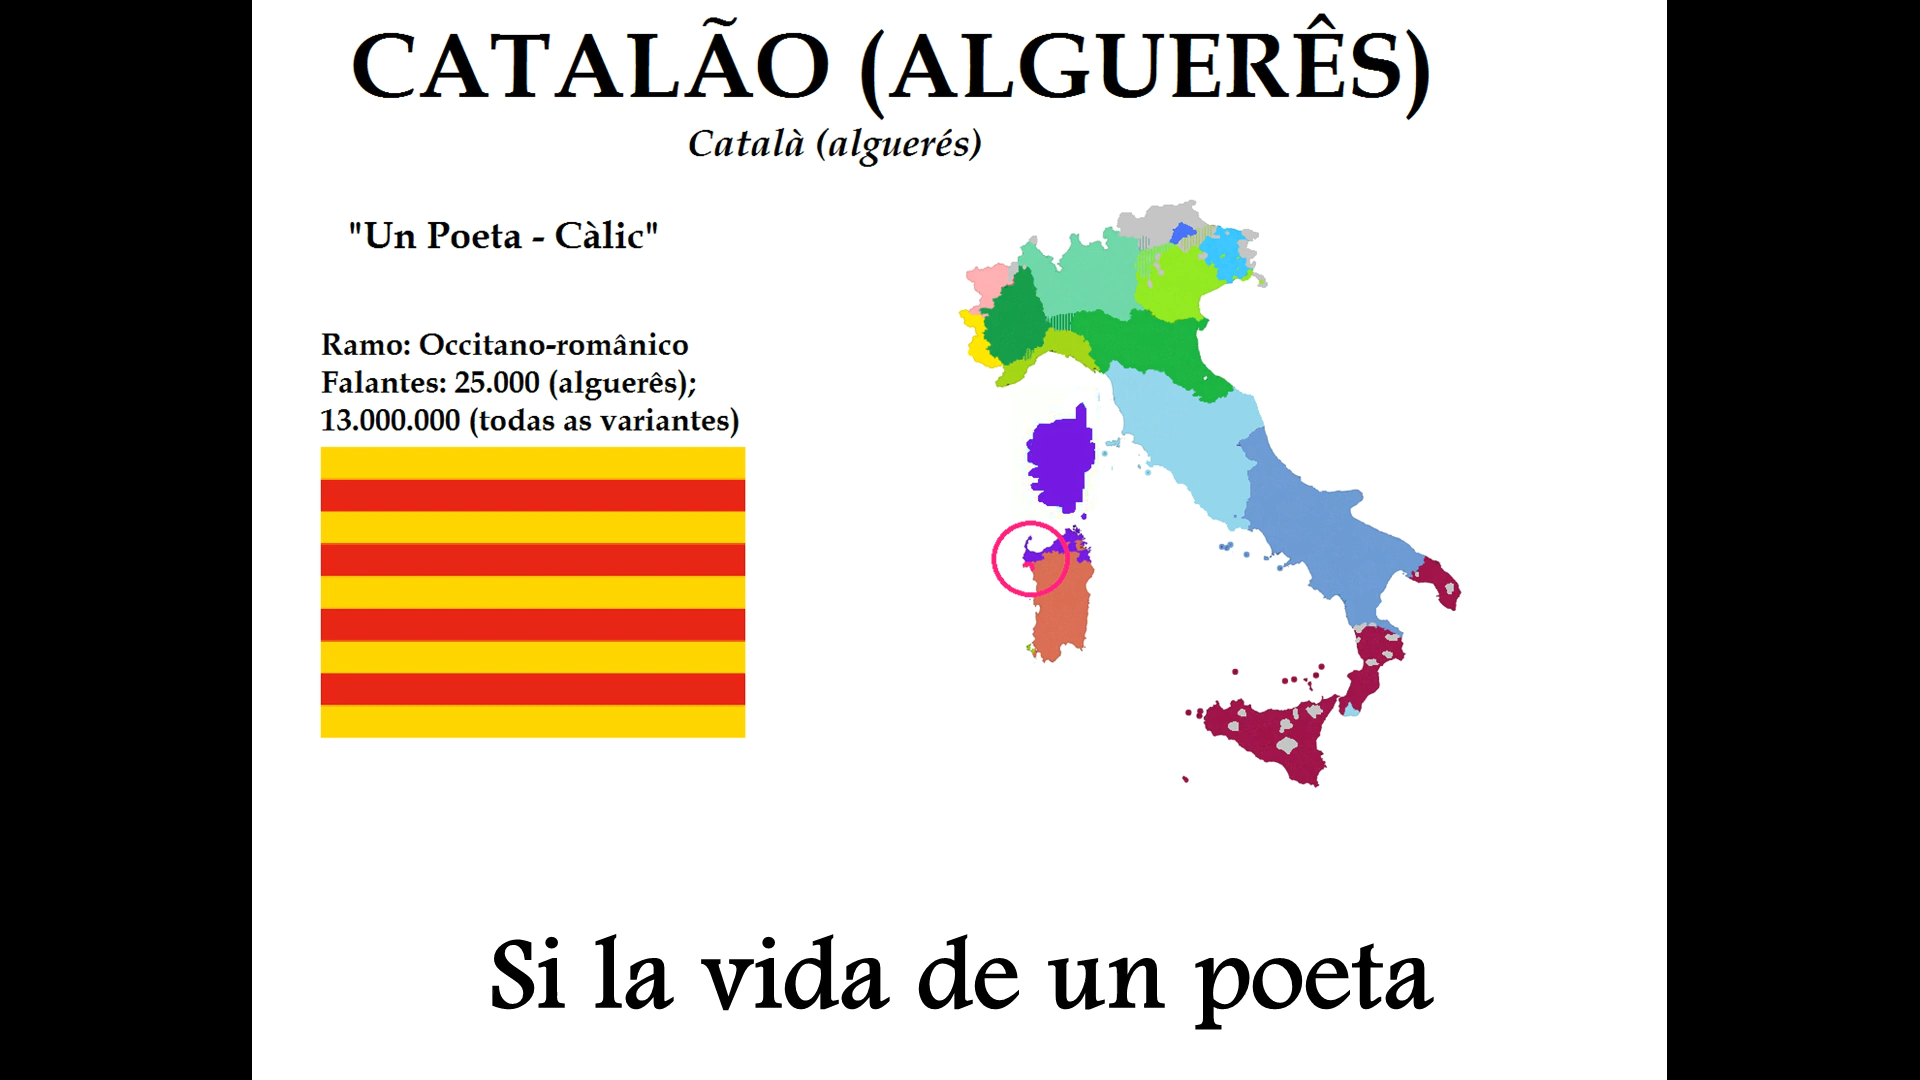 CATALÃO (ALGUERÊS)
Català (alguerés)
"Un Poeta - Càlic"
Ramo: Occitano-românico
Falantes: 25.000 (alguerês);
13.000.000 (todas as variantes)
Si la vida de un poeta